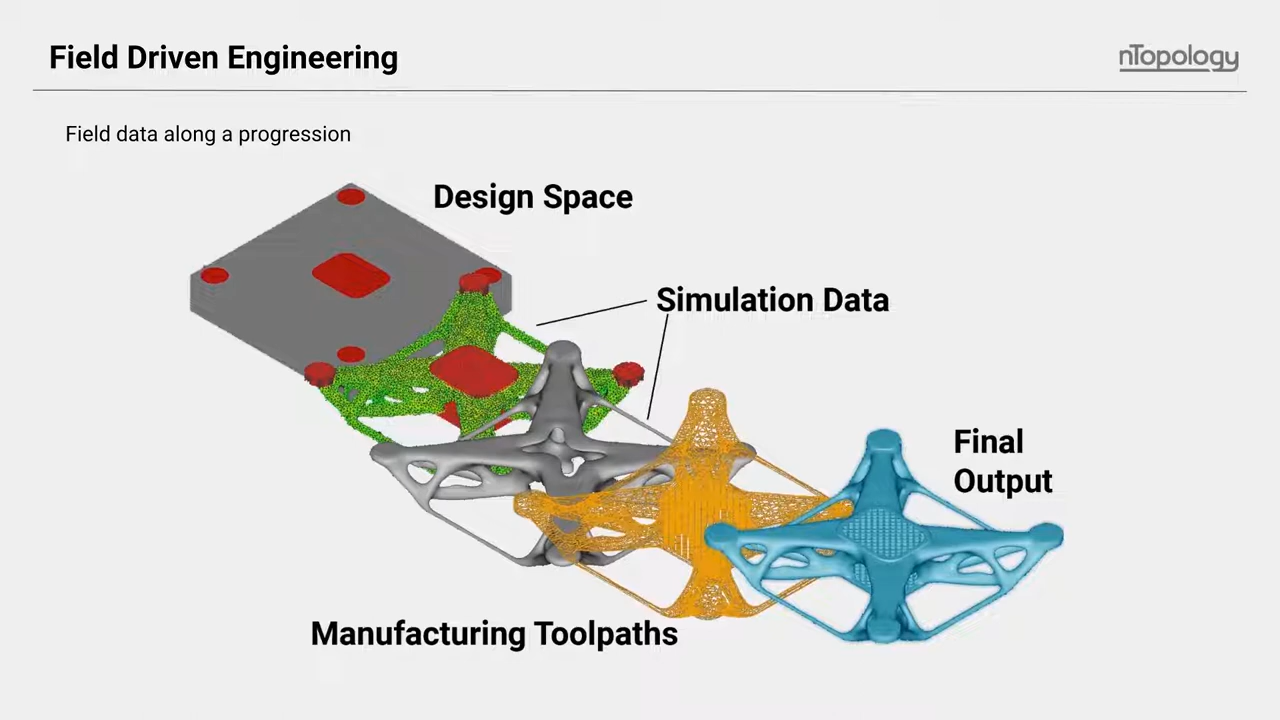 Field Driven Engineering
nTopology
Field data along a progression
Design Space
Simulation Data
Final
Output
Manufacturing Toolpaths